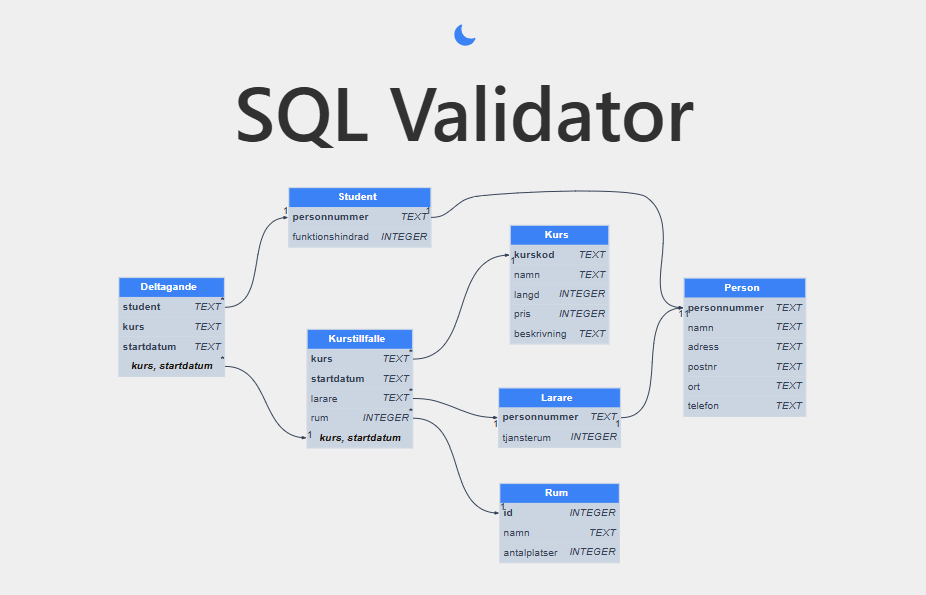 SQL Validator
Student
1
1
personnummer TEXT
funktionshindrad INTEGER
Kurs
kurskod TEXT
1
namn TEXT
langd INTEGER
pris INTEGER
beskrivning TEXT
Deltagande
student TEXT *
kurs TEXT
startdatum TEXT
kurs, startdatum *
Person
personnummer TEXT
1 1
namn TEXT
adress TEXT
postnr TEXT
ort TEXT
telefon TEXT
Kurstillfalle
kurs TEXT *
startdatum TEXT
larare TEXT *
rum INTEGER *
1 kurs, startdatum
Larare
personnummer TEXT
1 1
tjansterum INTEGER
Rum
1
id INTEGER
namn TEXT
antalplatser INTEGER